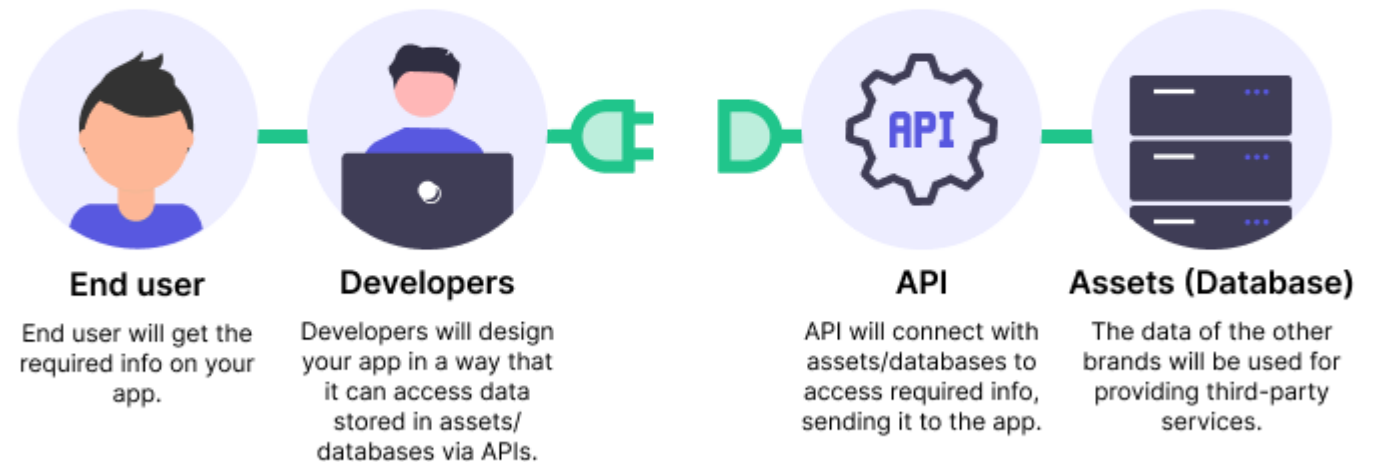 API
End user
End user will get the
required info on your
app.
Developers
Developers will design
your app in a way that
it can access data
stored in assets/
databases via APIs.
API
API will connect with
assets/databases to
access required info,
sending it to the app.
Assets (Database)
The data of the other
brands will be used for
providing third-party
services.